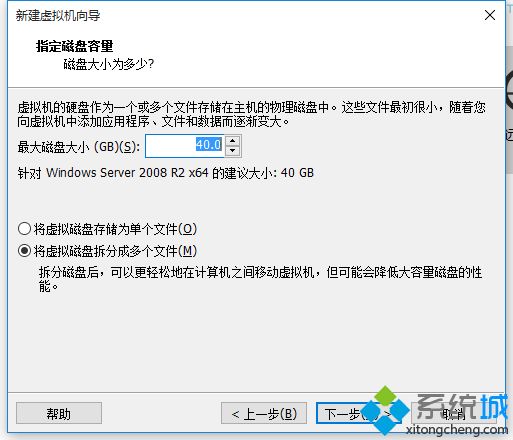 新建虚拟机向导
指定磁盘容量
磁盘大小为多少?
虚拟机的硬盘作为一个或多个文件存储在主机的物理磁盘中。这些文件最初很小，随着您
向虚拟机中添加应用程序、文件和数据而逐渐变大。
最大磁盘大小 (GB)(S): 40.0
针对 Windows Server 2008 R2 x64 的建议大小: 40 GB
将虚拟磁盘存储为单个文件(O)
将虚拟磁盘拆分成多个文件(M)
拆分磁盘后，可以更轻松地在计算机之间移动虚拟机，但可能会降低大容量磁盘的性
能。
帮助 < 上一步(B) 下一步 > 取消
系统城
xitongcheng.com